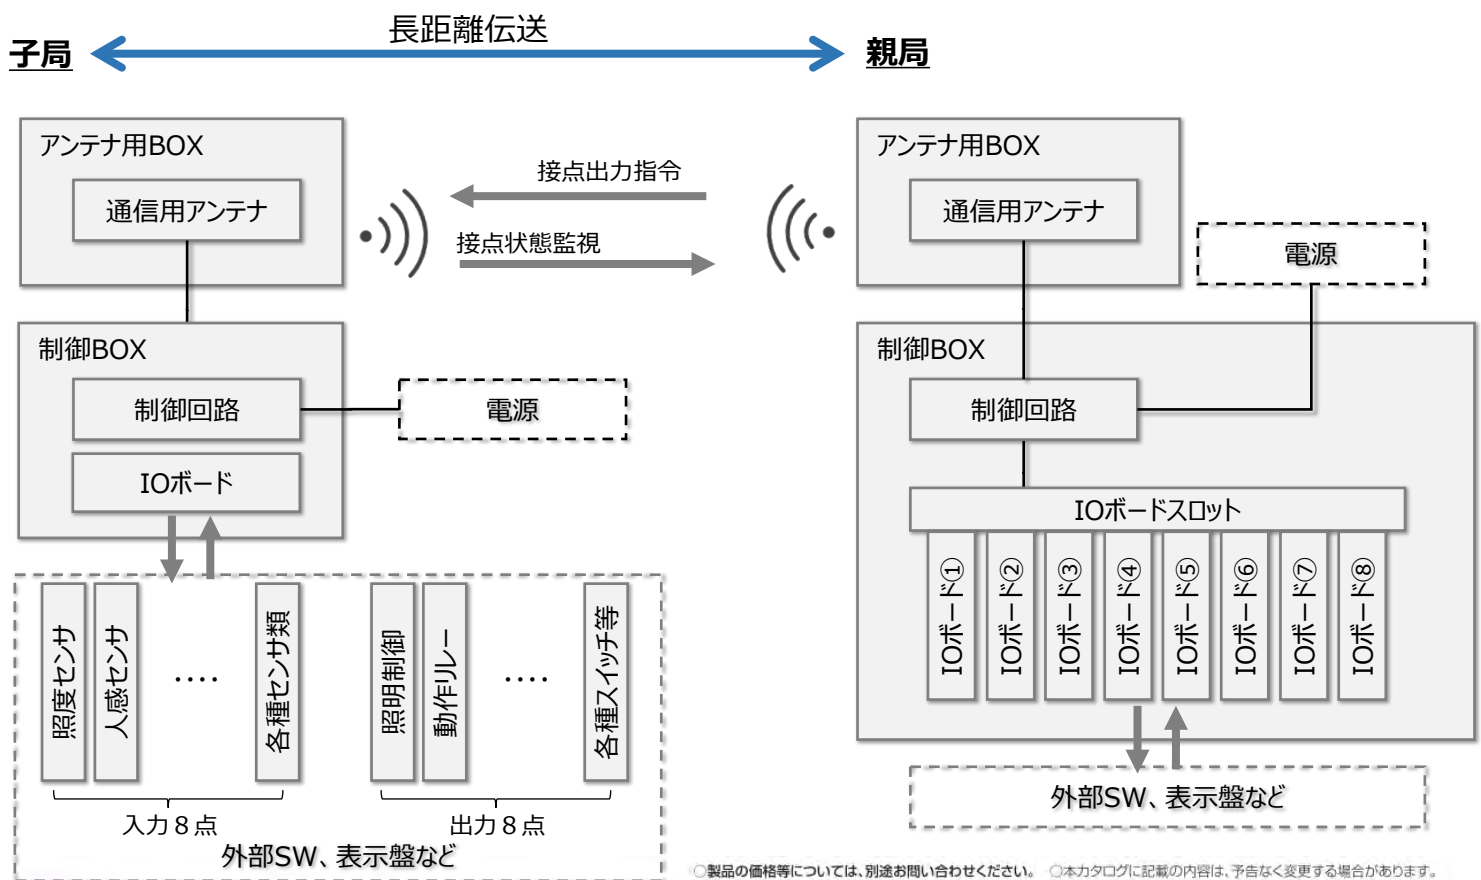 長距離伝送
子局
親局
アンテナ用BOX
通信用アンテナ
接点出力指令
接点状態監視
アンテナ用BOX
通信用アンテナ
電源
制御BOX
制御回路
電源
IOボード
制御BOX
制御回路
IOボードスロット
IOボード①
IOボード②
IOボード③
IOボード④
IOボード⑤
IOボード⑥
IOボード⑦
IOボード⑧
照度センサ
人感センサ
‥‥
各種センサ類
照明制御
動作リレー
‥‥
各種スイッチ等
入力８点
出力８点
外部SW、表示盤など
外部SW、表示盤など
○製品の価格等については、別途お問い合わせください。 ○本カタログに記載の内容は、予告なく変更する場合があります。